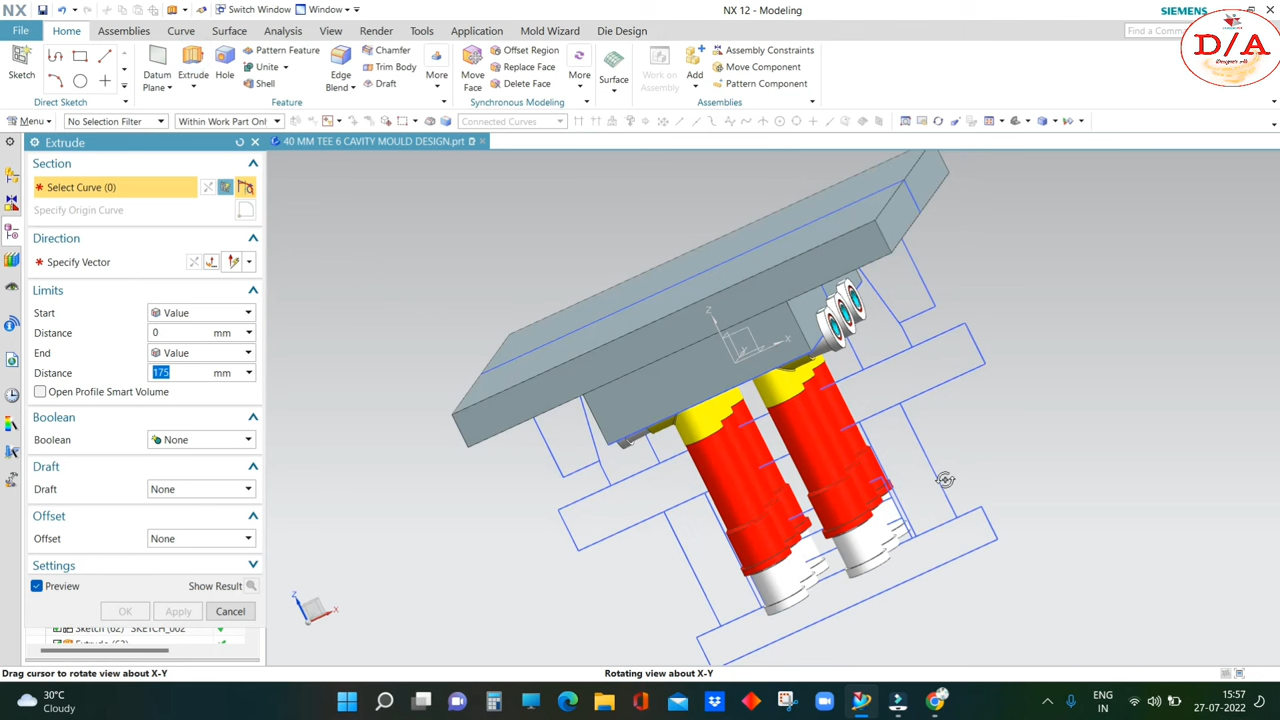 NX
Switch Window
Window
NX 12 - Modeling
SIEMENS
File
Home
Assemblies
Curve
Surface
Analysis
View
Render
Tools
Application
Mold Wizard
Die Design
Find a Comm
D/A
Sketch
Direct Sketch
Datum Plane
Extrude
Hole
Pattern Feature
Unite
Shell
Edge Blend
Chamfer
Trim Body
Draft
More
Feature
Move Face
Offset Region
Replace Face
Delete Face
More
Synchronous Modeling
Surface
Work on Assembly
Add
Assembly Constraints
Move Component
Pattern Component
Assemblies
Menu
No Selection Filter
Within Work Part Onl
Connected Curves
Extrude
40 MM TEE 6 CAVITY MOULD DESIGN.prt
Section
* Select Curve (0)
Specify Origin Curve
Direction
* Specify Vector
Limits
Start
Value
Distance
0
mm
End
Value
Distance
175
mm
Open Profile Smart Volume
Boolean
Boolean
None
Draft
Draft
None
Offset
Offset
None
Settings
Preview
Show Result
OK
Apply
Cancel
Sketch (62) "SKETCH_002"
Z
X
Z
X
Drag cursor to rotate view about X-Y
Rotating view about X-Y
30°C
Cloudy
ENG
IN
15:57
27-07-2022